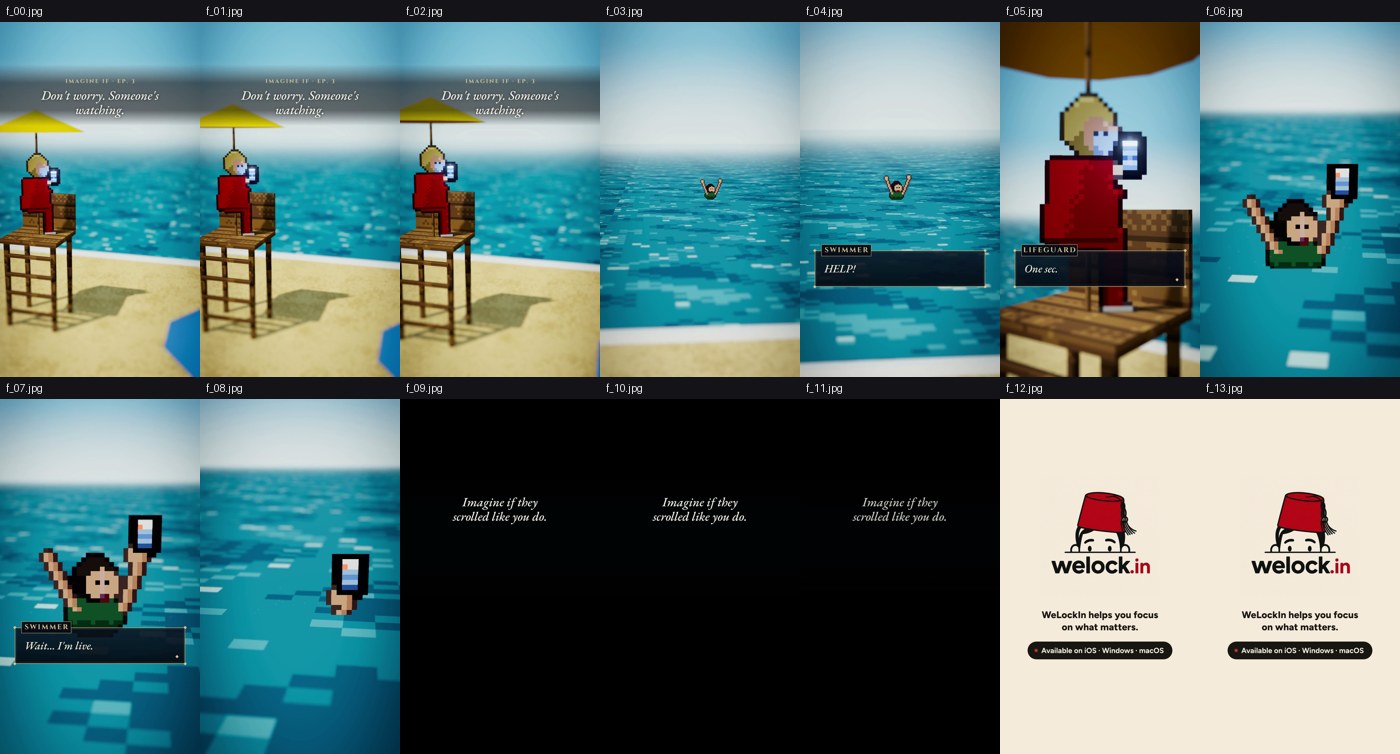 f_00.jpg
f_01.jpg
f_02.jpg
f_03.jpg
f_04.jpg
f_05.jpg
f_06.jpg
IMAGINE IF · EP. 3
Don't worry. Someone's
watching.
IMAGINE IF · EP. 3
Don't worry. Someone's
watching.
IMAGINE IF · EP. 3
Don't worry. Someone's
watching.
SWIMMER
HELP!
LIFEGUARD
One sec.
f_07.jpg
f_08.jpg
f_09.jpg
f_10.jpg
f_11.jpg
f_12.jpg
f_13.jpg
SWIMMER
Wait... I'm live.
Imagine if they
scrolled like you do.
Imagine if they
scrolled like you do.
Imagine if they
scrolled like you do.
welock.in
WeLockIn helps you focus
on what matters.
Available on iOS · Windows · macOS
welock.in
WeLockIn helps you focus
on what matters.
Available on iOS · Windows · macOS